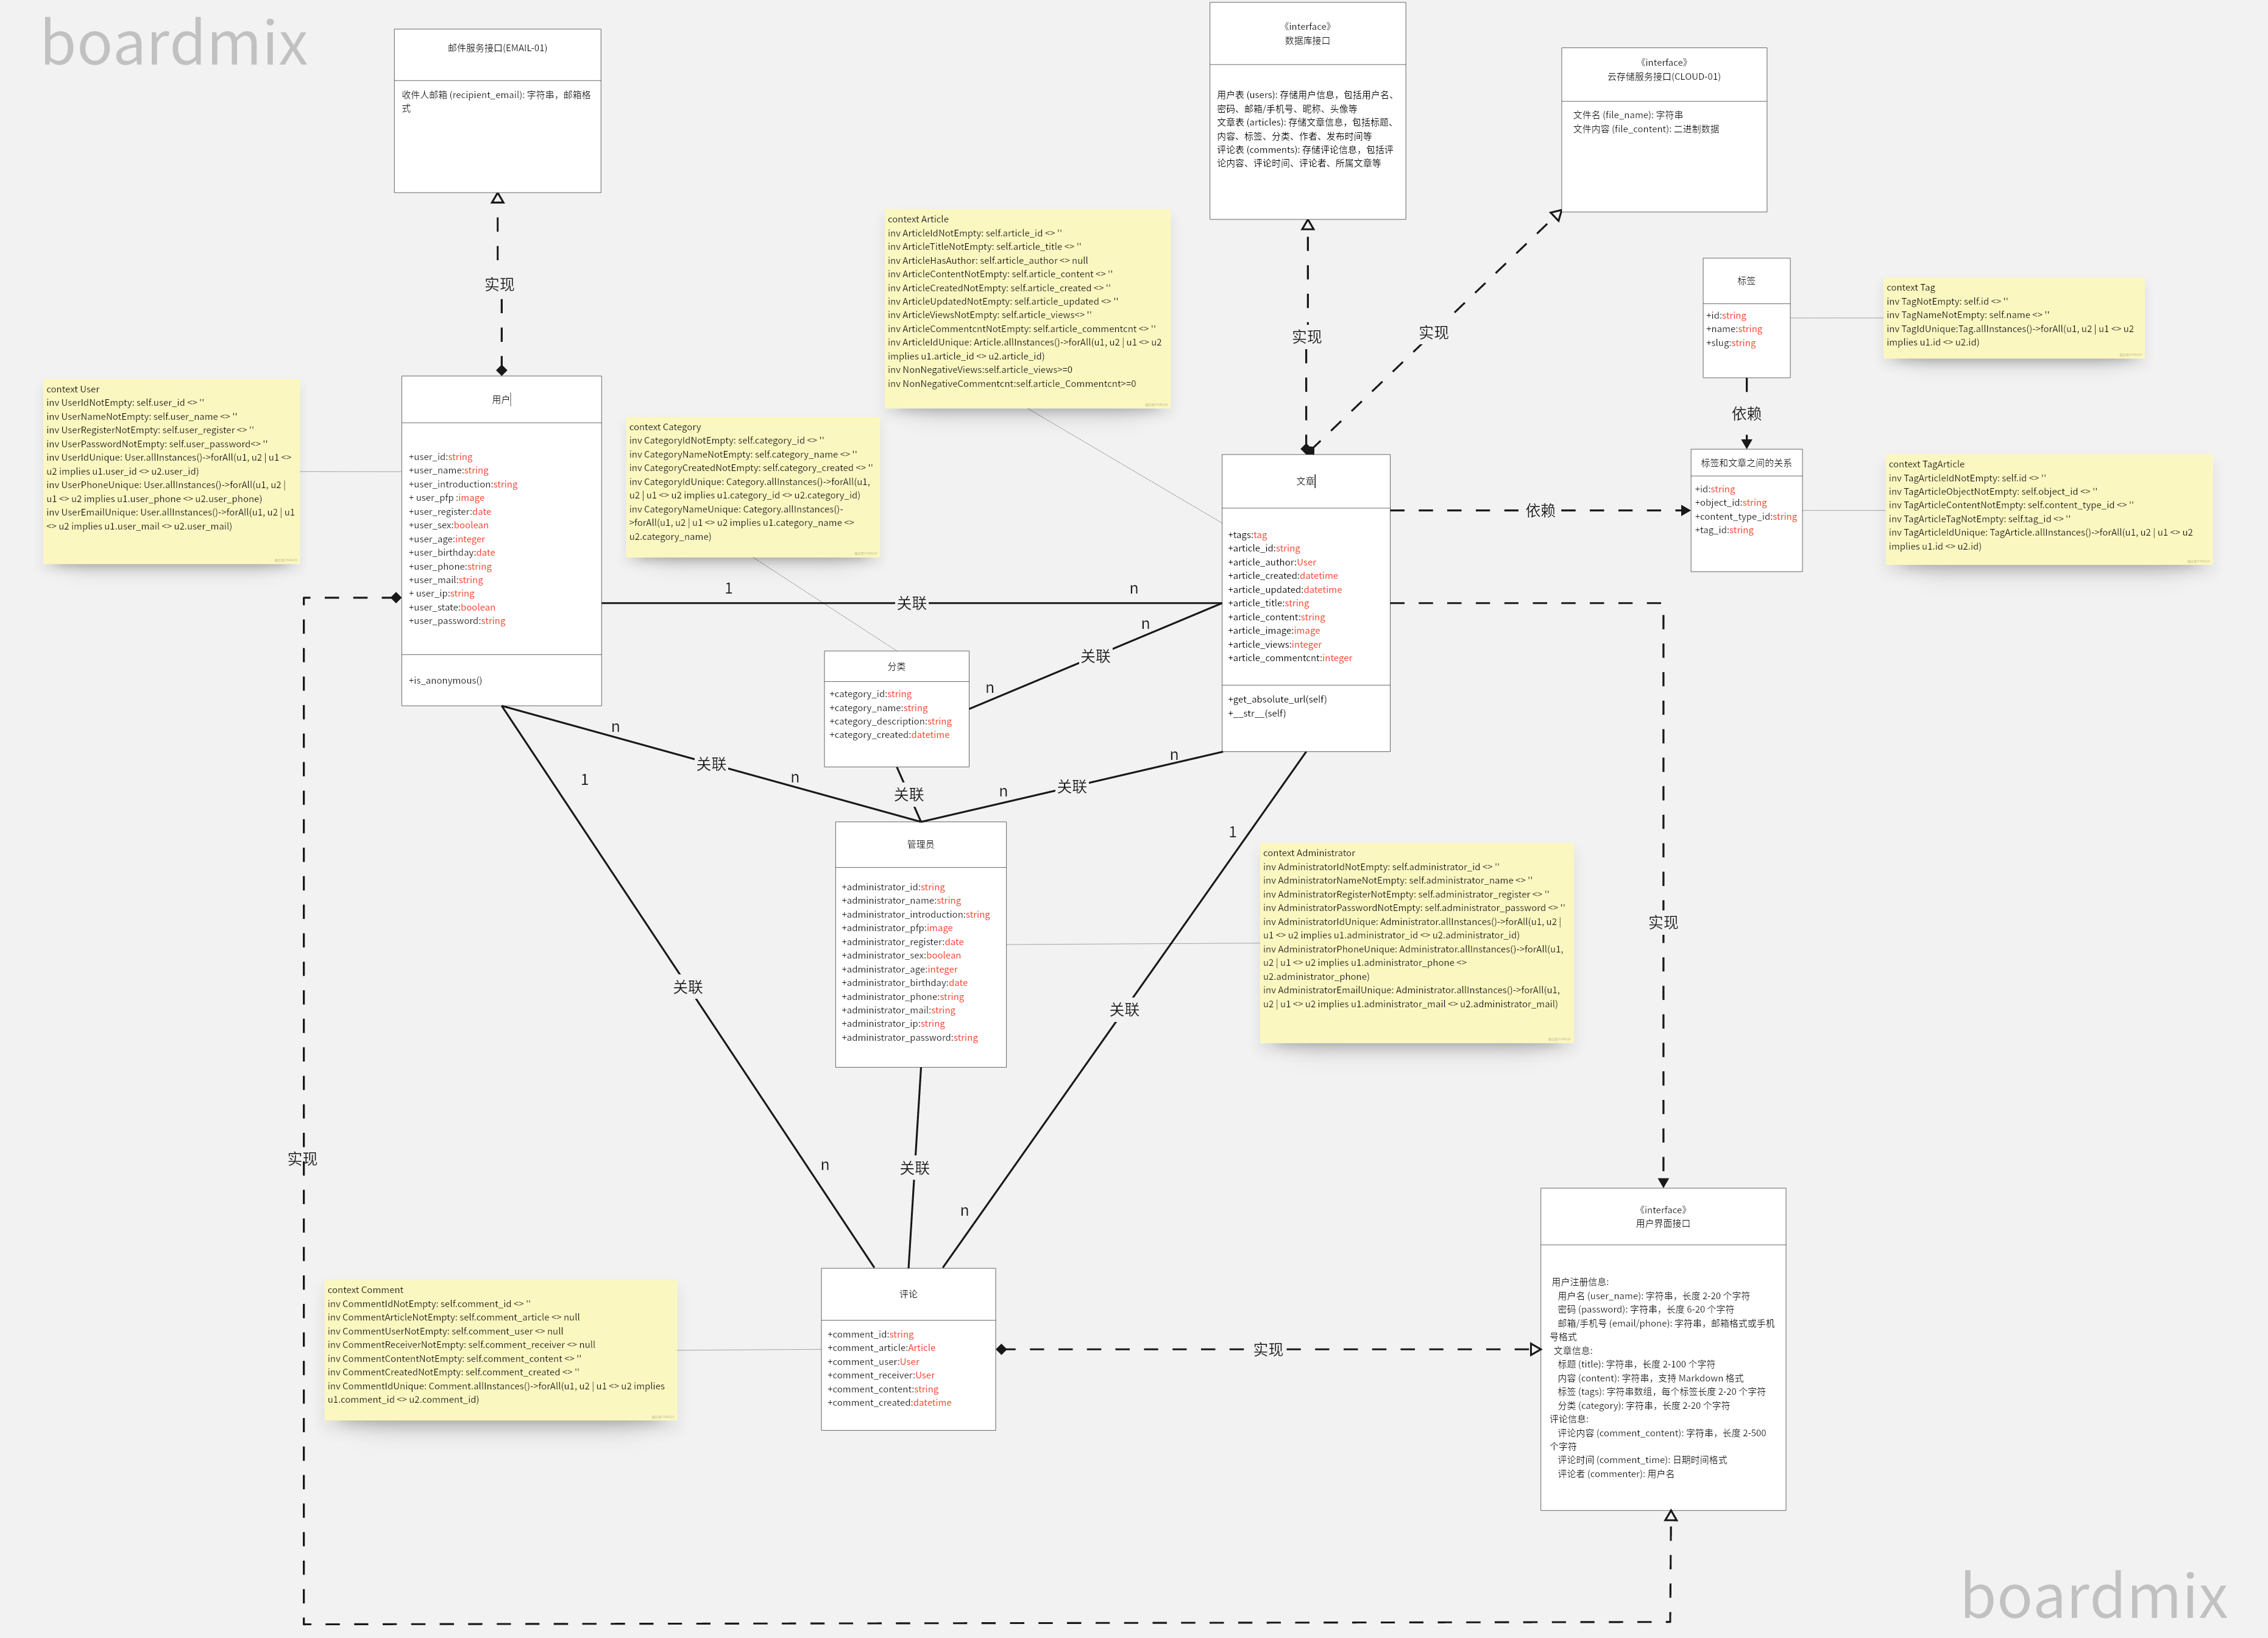 boardmix
邮件服务接口(EMAIL-01)
收件人邮箱 (recipient_email): 字符串，邮箱格
式
《interface》
数据库接口
用户表 (users): 存储用户信息，包括用户名、
密码、邮箱/手机号、昵称、头像等
文章表 (articles): 存储文章信息，包括标题、
内容、标签、分类、作者、发布时间等
评论表 (comments): 存储评论信息，包括评
论内容、评论时间、评论者、所属文章等
《interface》
云存储服务接口(CLOUD-01)
文件名 (file_name): 字符串
文件内容 (file_content): 二进制数据
实现
实现
实现
context Article
inv ArticleIdNotEmpty: self.article_id <> ''
inv ArticleTitleNotEmpty: self.article_title <> ''
inv ArticleHasAuthor: self.article_author <> null
inv ArticleContentNotEmpty: self.article_content <> ''
inv ArticleCreatedNotEmpty: self.article_created <> ''
inv ArticleUpdatedNotEmpty: self.article_updated <> ''
inv ArticleViewsNotEmpty: self.article_views<> ''
inv ArticleCommentcntNotEmpty: self.article_commentcnt <> ''
inv ArticleIdUnique: Article.allInstances()->forAll(u1, u2 | u1 <> u2
implies u1.article_id <> u2.article_id)
inv NonNegativeViews:self.article_views>=0
inv NonNegativeCommentcnt:self.article_Commentcnt>=0
标签
+id:string
+name:string
+slug:string
context Tag
inv TagNotEmpty: self.id <> ''
inv TagNameNotEmpty: self.name <> ''
inv TagIdUnique:Tag.allInstances()->forAll(u1, u2 | u1 <> u2
implies u1.id <> u2.id)
依赖
context User
inv UserIdNotEmpty: self.user_id <> ''
inv UserNameNotEmpty: self.user_name <> ''
inv UserRegisterNotEmpty: self.user_register <> ''
inv UserPasswordNotEmpty: self.user_password<> ''
inv UserIdUnique: User.allInstances()->forAll(u1, u2 | u1 <>
u2 implies u1.user_id <> u2.user_id)
inv UserPhoneUnique: User.allInstances()->forAll(u1, u2 |
u1 <> u2 implies u1.user_phone <> u2.user_phone)
inv UserEmailUnique: User.allInstances()->forAll(u1, u2 | u1
<> u2 implies u1.user_mail <> u2.user_mail)
用户
+user_id:string
+user_name:string
+user_introduction:string
+ user_pfp :image
+user_register:date
+user_sex:boolean
+user_age:integer
+user_birthday:date
+user_phone:string
+user_mail:string
+ user_ip:string
+user_state:boolean
+user_password:string
+is_anonymous()
context Category
inv CategoryIdNotEmpty: self.category_id <> ''
inv CategoryNameNotEmpty: self.category_name <> ''
inv CategoryCreatedNotEmpty: self.category_created <> ''
inv CategoryIdUnique: Category.allInstances()->forAll(u1,
u2 | u1 <> u2 implies u1.category_id <> u2.category_id)
inv CategoryNameUnique: Category.allInstances()-
>forAll(u1, u2 | u1 <> u2 implies u1.category_name <>
u2.category_name)
文章
+tags:tag
+article_id:string
+article_author:User
+article_created:datetime
+article_updated:datetime
+article_title:string
+article_content:string
+article_image:image
+article_views:integer
+article_commentcnt:integer
+get_absolute_url(self)
+__str__(self)
依赖
标签和文章之间的关系
+id:string
+object_id:string
+content_type_id:string
+tag_id:string
context TagArticle
inv TagArticleIdNotEmpty: self.id <> ''
inv TagArticleObjectNotEmpty: self.object_id <> ''
inv TagArticleContentNotEmpty: self.content_type_id <> ''
inv TagArticleTagNotEmpty: self.tag_id <> ''
inv TagArticleIdUnique: TagArticle.allInstances()->forAll(u1, u2 | u1 <> u2
implies u1.id <> u2.id)
1
关联
n
n
关联
n
分类
+category_id:string
+category_name:string
+category_description:string
+category_created:datetime
n
关联
n
1
关联
n
关联
n
1
管理员
+administrator_id:string
+administrator_name:string
+administrator_introduction:string
+administrator_pfp:image
+administrator_register:date
+administrator_sex:boolean
+administrator_age:integer
+administrator_birthday:date
+administrator_phone:string
+administrator_mail:string
+administrator_ip:string
+administrator_password:string
context Administrator
inv AdministratorIdNotEmpty: self.administrator_id <> ''
inv AdministratorNameNotEmpty: self.administrator_name <> ''
inv AdministratorRegisterNotEmpty: self.administrator_register <> ''
inv AdministratorPasswordNotEmpty: self.administrator_password <> ''
inv AdministratorIdUnique: Administrator.allInstances()->forAll(u1, u2 |
u1 <> u2 implies u1.administrator_id <> u2.administrator_id)
inv AdministratorPhoneUnique: Administrator.allInstances()->forAll(u1,
u2 | u1 <> u2 implies u1.administrator_phone <>
u2.administrator_phone)
inv AdministratorEmailUnique: Administrator.allInstances()->forAll(u1,
u2 | u1 <> u2 implies u1.administrator_mail <> u2.administrator_mail)
实现
关联
关联
实现
n
关联
n
context Comment
inv CommentIdNotEmpty: self.comment_id <> ''
inv CommentArticleNotEmpty: self.comment_article <> null
inv CommentUserNotEmpty: self.comment_user <> null
inv CommentReceiverNotEmpty: self.comment_receiver <> null
inv CommentContentNotEmpty: self.comment_content <> ''
inv CommentCreatedNotEmpty: self.comment_created <> ''
inv CommentIdUnique: Comment.allInstances()->forAll(u1, u2 | u1 <> u2 implies
u1.comment_id <> u2.comment_id)
评论
+comment_id:string
+comment_article:Article
+comment_user:User
+comment_receiver:User
+comment_content:string
+comment_created:datetime
实现
《interface》
用户界面接口
用户注册信息:
用户名 (user_name): 字符串，长度 2-20 个字符
密码 (password): 字符串，长度 6-20 个字符
邮箱/手机号 (email/phone): 字符串，邮箱格式或手机
号格式
文章信息:
标题 (title): 字符串，长度 2-100 个字符
内容 (content): 字符串，支持 Markdown 格式
标签 (tags): 字符串数组，每个标签长度 2-20 个字符
分类 (category): 字符串，长度 2-20 个字符
评论信息:
评论内容 (comment_content): 字符串，长度 2-500
个字符
评论时间 (comment_time): 日期时间格式
评论者 (commenter): 用户名
boardmix